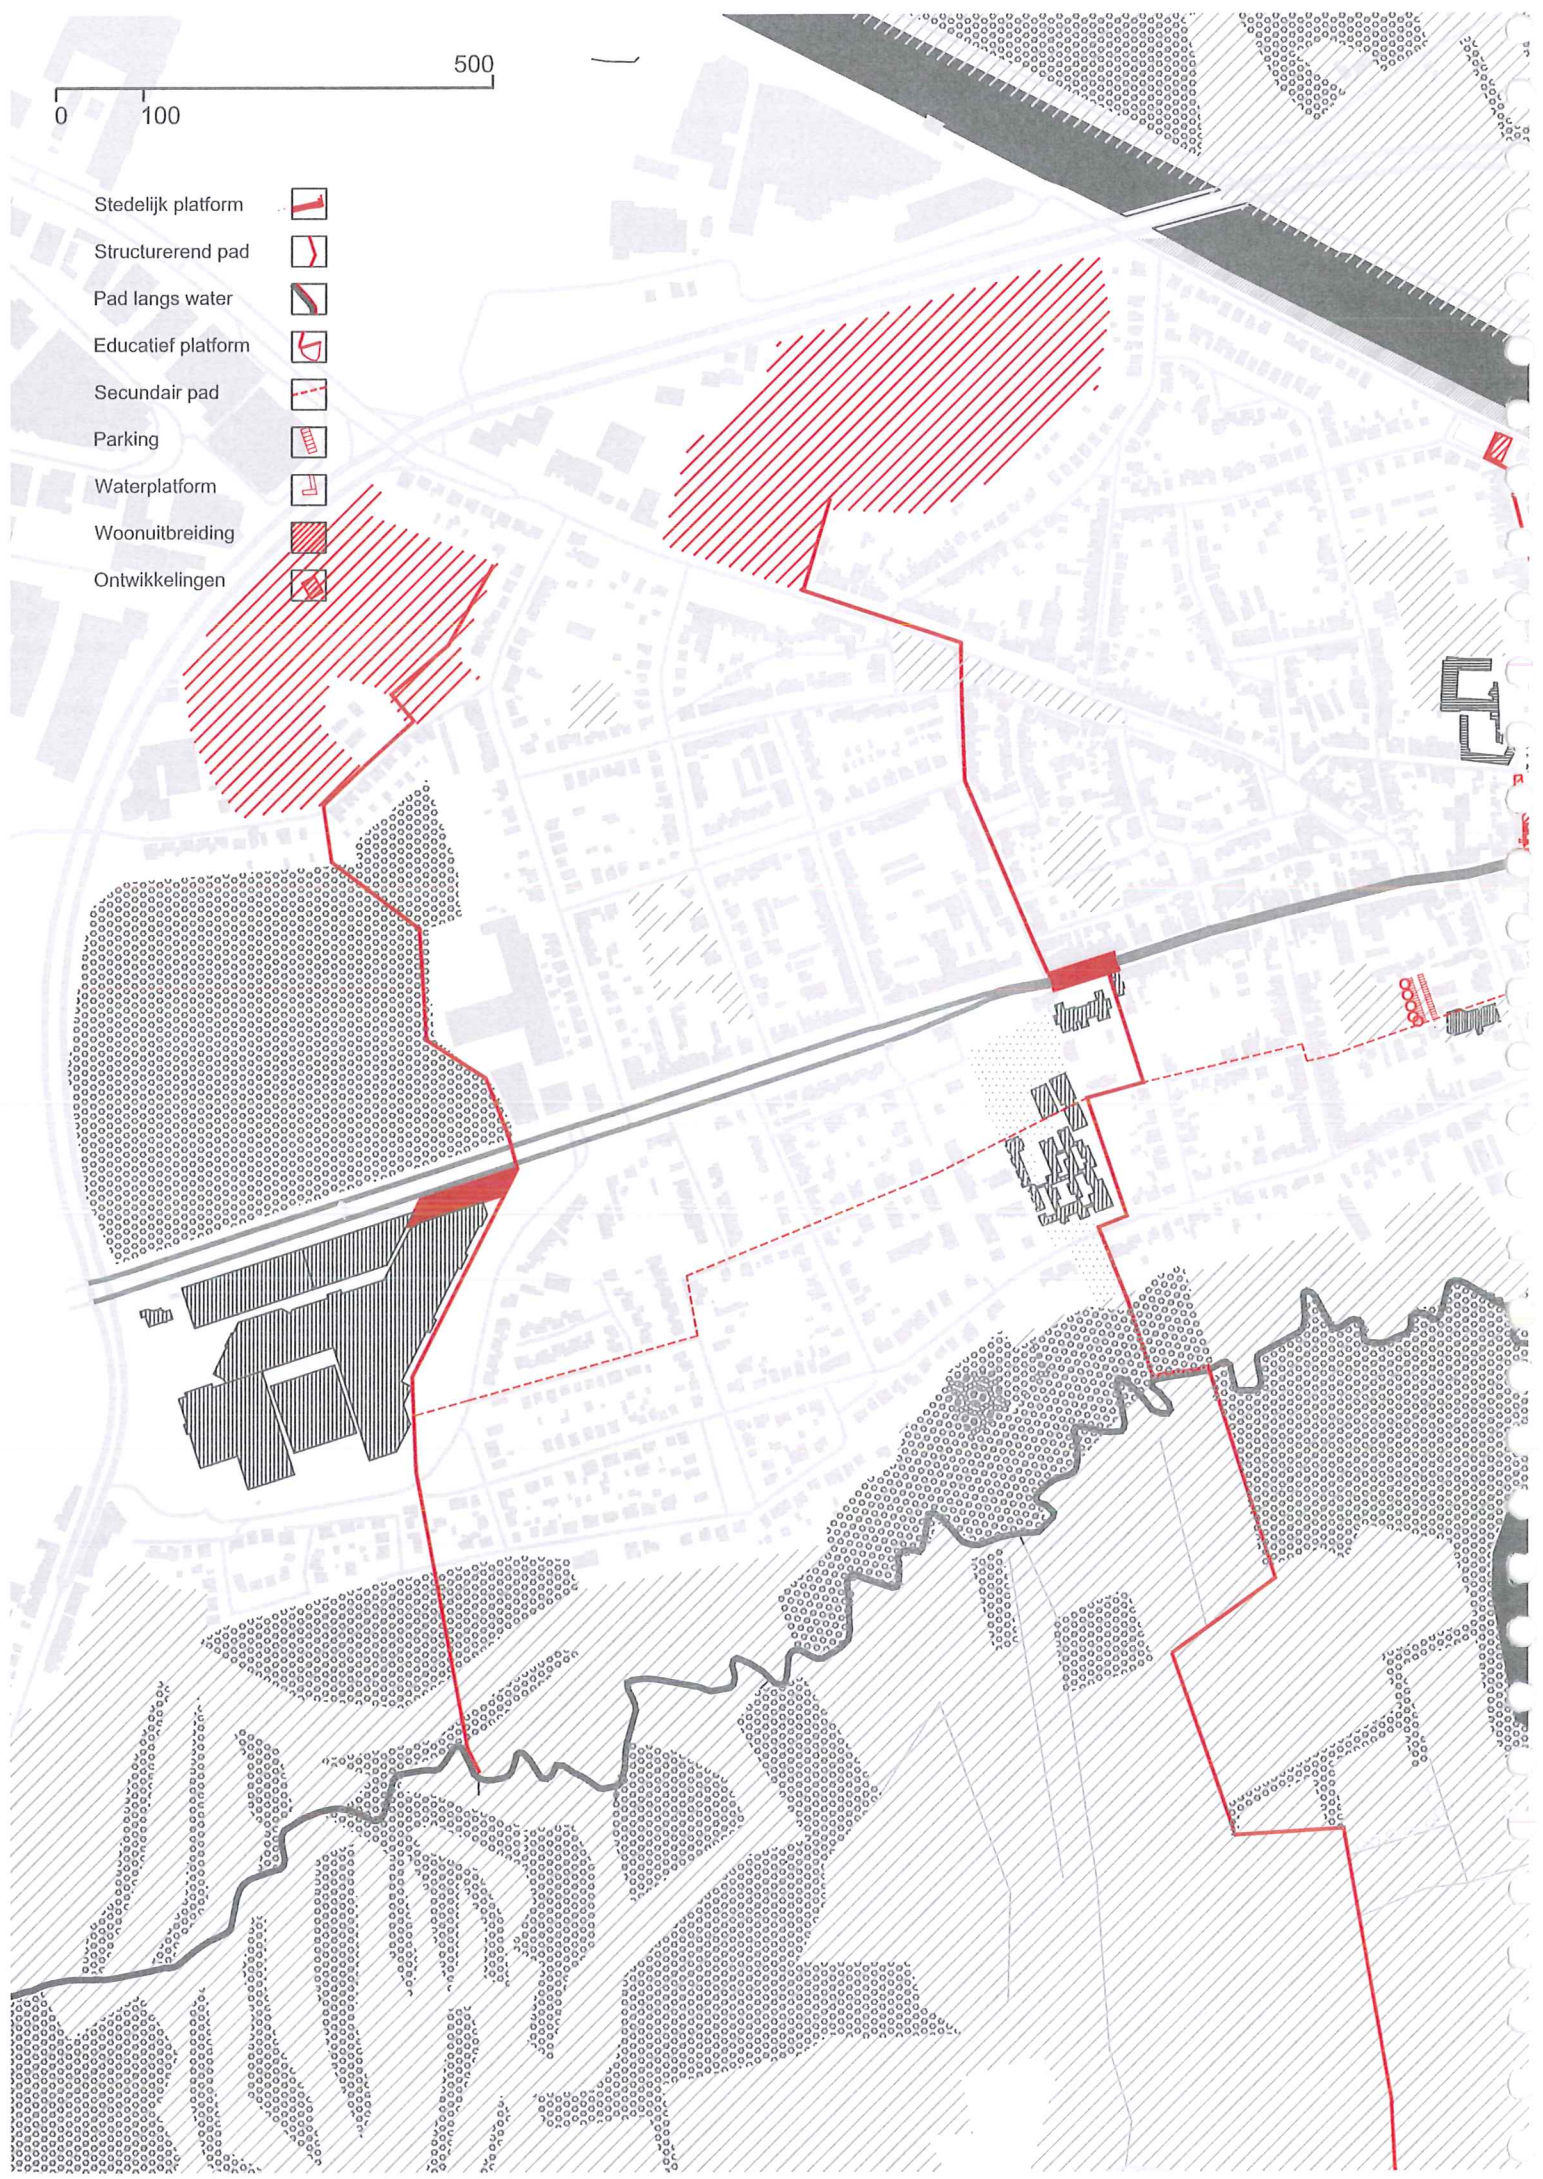 500
0
100
Stedelijk platform
Structurerend pad
Pad langs water
Educatief platform
Secundair pad
Parking
Waterplatform
Woonuitbreiding
Ontwikkelingen